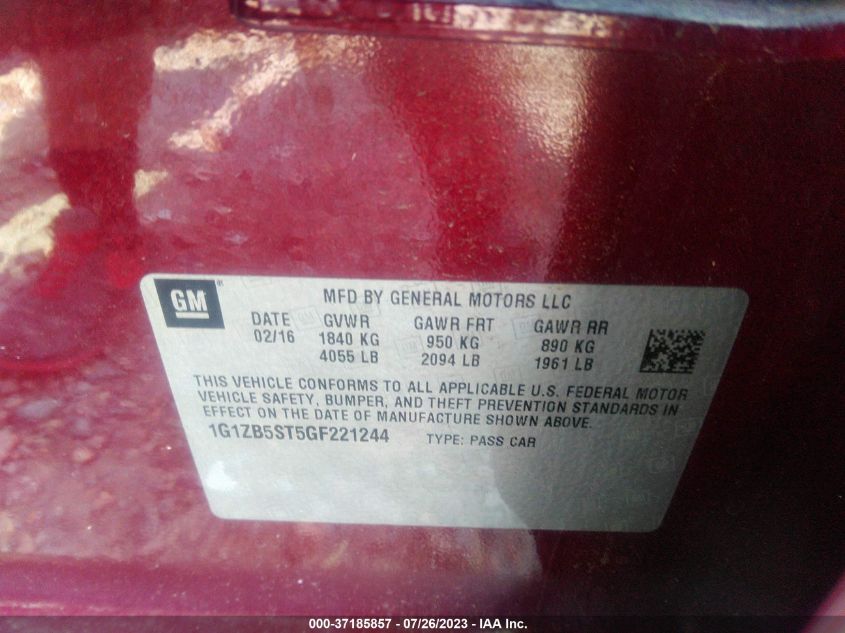 GM
MFD BY GENERAL MOTORS LLC
DATE GVWR GAWR FRT GAWR RR
02/16 1840 KG 950 KG 890 KG
4055 LB 2094 LB 1961 LB
THIS VEHICLE CONFORMS TO ALL APPLICABLE U.S. FEDERAL MOTOR
VEHICLE SAFETY, BUMPER, AND THEFT PREVENTION STANDARDS IN
EFFECT ON THE DATE OF MANUFACTURE SHOWN ABOVE.
1G1ZB5ST5GF221244 TYPE: PASS CAR
000-37185857 - 07/26/2023 - IAA Inc.